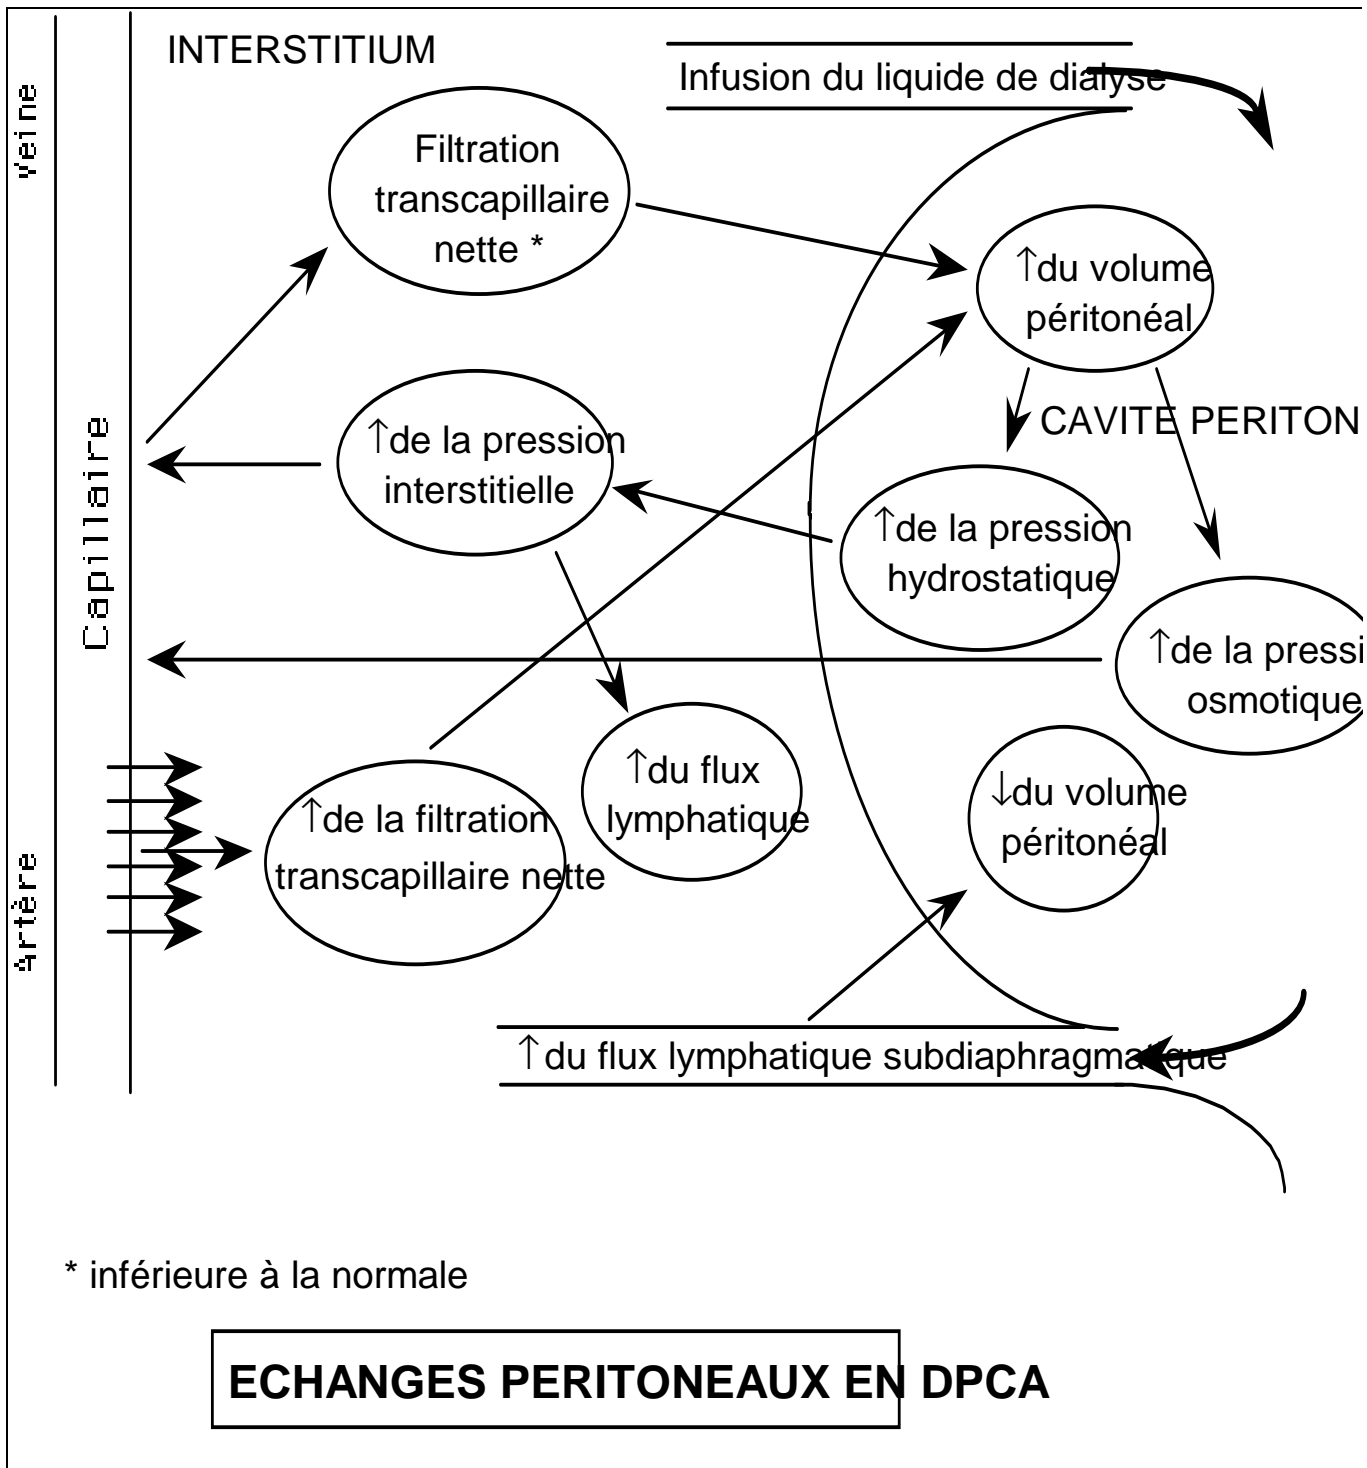 INTERSTITIUM
Infusion du liquide de dialyse
Veine
Filtration
transcapillaire
nette *
↑du volume
péritonéal
CAVITE PERITON
↑de la pression
interstitielle
Capillaire
↑de la pression
hydrostatique
↑de la pressi
osmotique
↑du flux
lymphatique
↓du volume
péritonéal
↑de la filtration
transcapillaire nette
Artère
↑du flux lymphatique subdiaphragmatique
* inférieure à la normale
ECHANGES PERITONEAUX EN DPCA